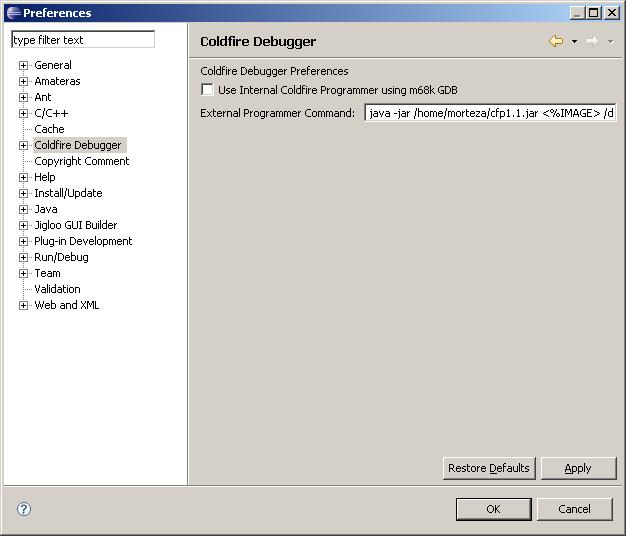 Preferences
type filter text
General
Amateras
Ant
C/C++
Cache
Coldfire Debugger
Copyright Comment
Help
Install/Update
Java
Jigloo GUI Builder
Plug-in Development
Run/Debug
Team
Validation
Web and XML
Coldfire Debugger
Coldfire Debugger Preferences
Use Internal Coldfire Programmer using m68k GDB
External Programmer Command: java -jar /home/morteza/cfp1.1.jar <%IMAGE> /d
Restore Defaults Apply
? OK Cancel